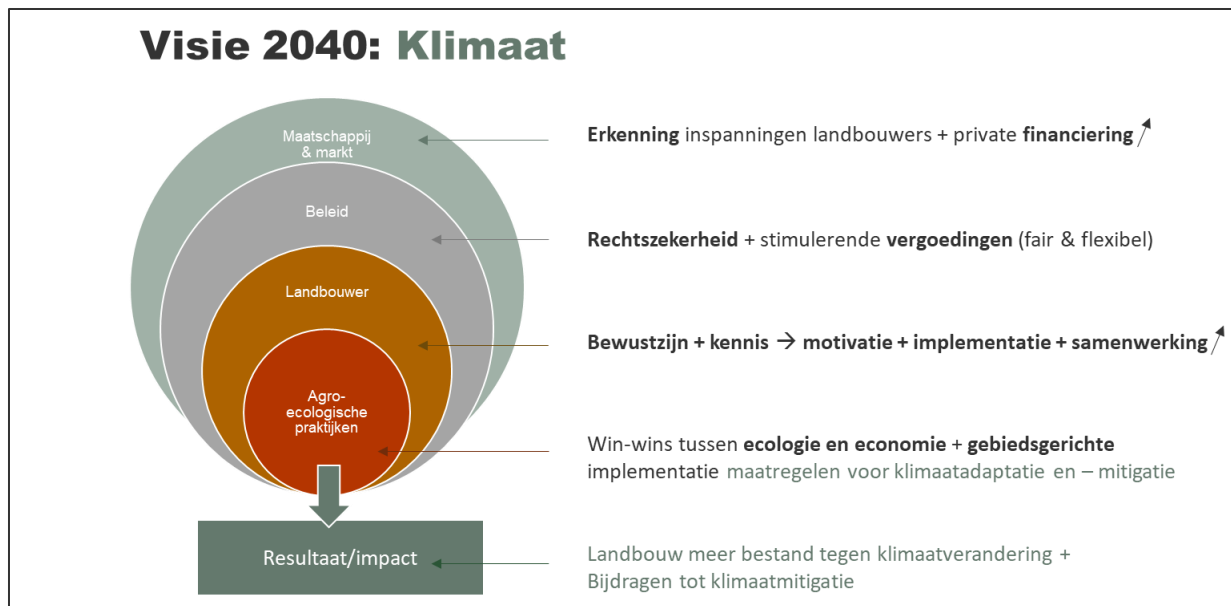 Visie 2040: Klimaat
Maatschappij
& markt
Erkenning inspanningen landbouwers + private financiering
Beleid
Rechtszekerheid + stimulerende vergoedingen (fair & flexibel)
Landbouwer
Bewustzijn + kennis → motivatie + implementatie + samenwerking
Agro-
ecologische
praktijken
Win-wins tussen ecologie en economie + gebiedsgerichte
implementatie maatregelen voor klimaatadaptatie en – mitigatie
Resultaat/impact
Landbouw meer bestand tegen klimaatverandering +
Bijdragen tot klimaatmitigatie